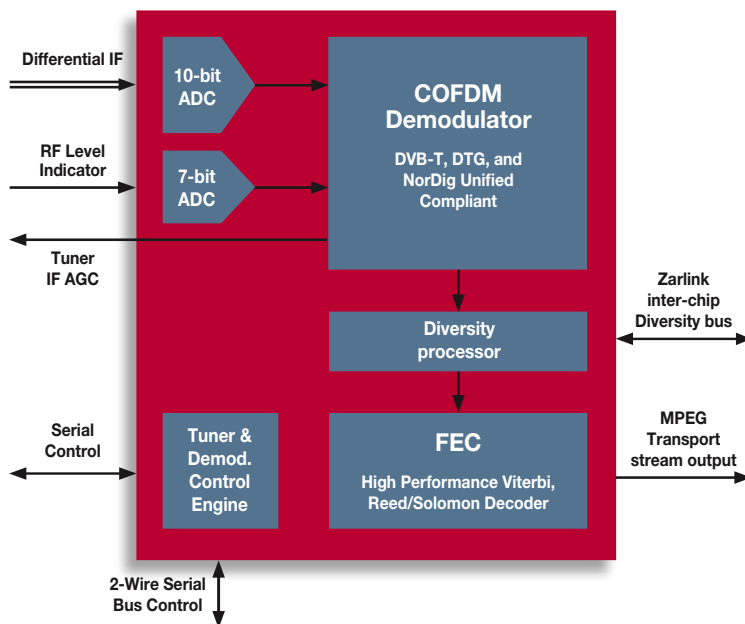 Differential IF
10-bit
ADC
COFDM
Demodulator
DVB-T, DTG, and
NorDig Unified
Compliant
RF Level
Indicator
7-bit
ADC
Tuner
IF AGC
Zarlink
inter-chip
Diversity bus
Diversity
processor
Serial
Control
Tuner &
Demod.
Control
Engine
FEC
High Performance Viterbi,
Reed/Solomon Decoder
MPEG
Transport
stream output
2-Wire Serial
Bus Control